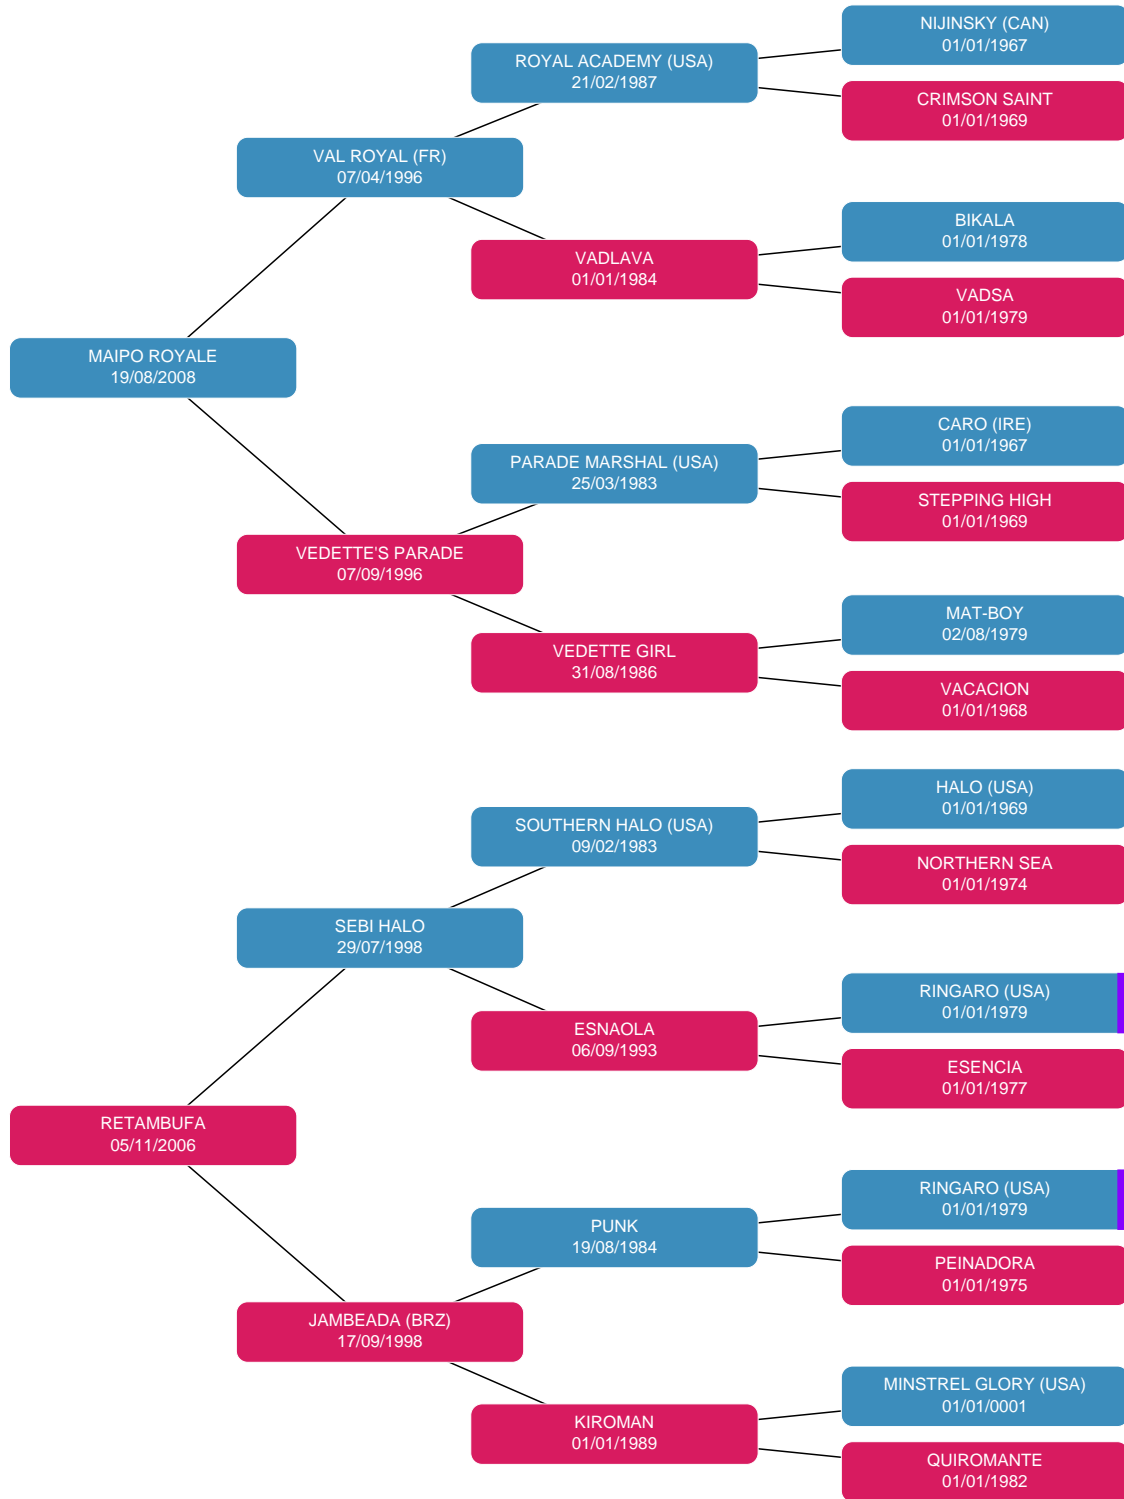 NIJINSKY (CAN)
01/01/1967
ROYAL ACADEMY (USA)
21/02/1987
CRIMSON SAINT
01/01/1969
VAL ROYAL (FR)
07/04/1996
BIKALA
01/01/1978
VADLAVA
01/01/1984
VADSA
01/01/1979
MAIPO ROYALE
19/08/2008
CARO (IRE)
01/01/1967
PARADE MARSHAL (USA)
25/03/1983
STEPPING HIGH
01/01/1969
VEDETTE'S PARADE
07/09/1996
MAT-BOY
02/08/1979
VEDETTE GIRL
31/08/1986
VACACION
01/01/1968
HALO (USA)
01/01/1969
SOUTHERN HALO (USA)
09/02/1983
NORTHERN SEA
01/01/1974
SEBI HALO
29/07/1998
RINGARO (USA)
01/01/1979
ESNAOLA
06/09/1993
ESENCIA
01/01/1977
RETAMBUFA
05/11/2006
RINGARO (USA)
01/01/1979
PUNK
19/08/1984
PEINADORA
01/01/1975
JAMBEADA (BRZ)
17/09/1998
MINSTREL GLORY (USA)
01/01/0001
KIROMAN
01/01/1989
QUIROMANTE
01/01/1982